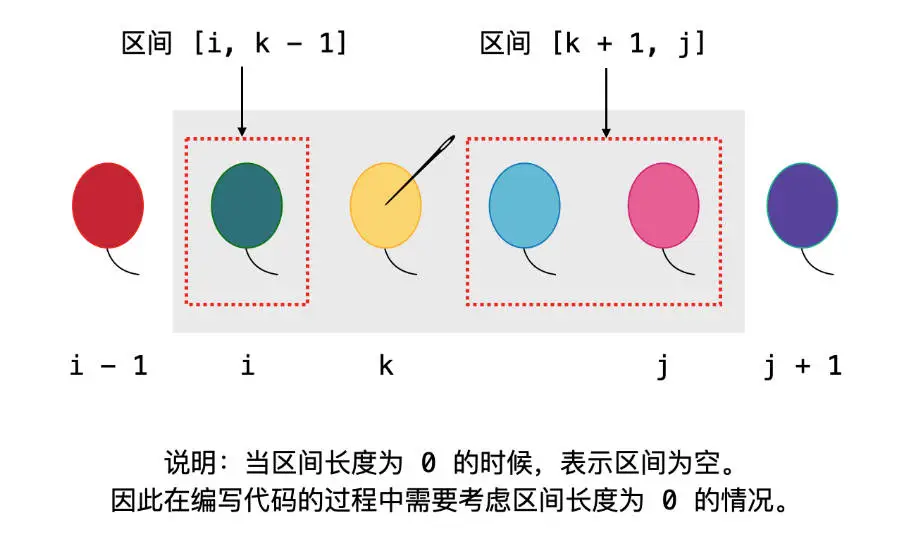 区间 [i, k - 1] 区间 [k + 1, j]
i - 1 i k j j + 1
说明：当区间长度为 0 的时候，表示区间为空。
因此在编写代码的过程中需要考虑区间长度为 0 的情况。